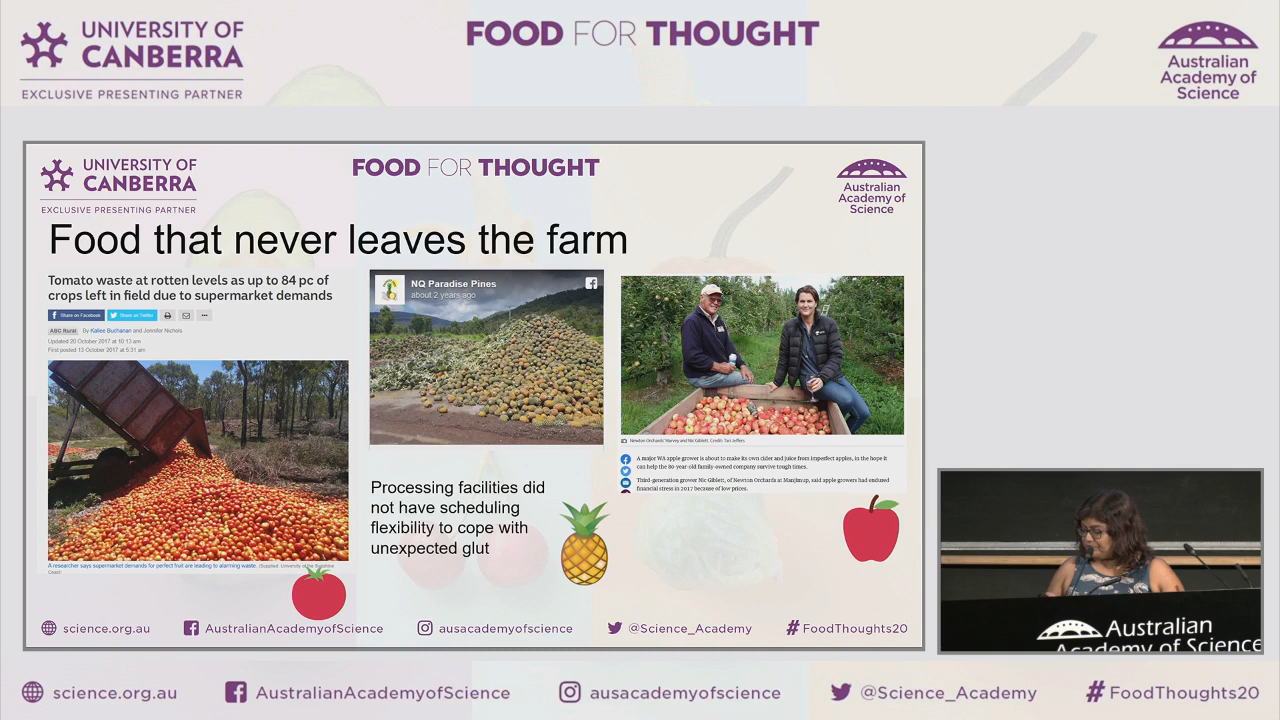 UNIVERSITY OF
CANBERRA
EXCLUSIVE PRESENTING PARTNER
FOOD FOR THOUGHT
Australian
Academy of
Science
UNIVERSITY OF
CANBERRA
EXCLUSIVE PRESENTING PARTNER
FOOD FOR THOUGHT
Australian
Academy of
Science
Food that never leaves the farm
Tomato waste at rotten levels as up to 84 pc of
crops left in field due to supermarket demands
Share on Facebook
Share on Twitter
ABC Rural By Kallee Buchanan and Jennifer Nichols
Updated 20 October 2017 at 10:13 am
First posted 13 October 2017 at 5:31 am
A researcher says supermarket demands for perfect fruit are leading to alarming waste. (Supplied: University of the Sunshine
Coast)
NQ Paradise Pines
about 2 years ago
Processing facilities did
not have scheduling
flexibility to cope with
unexpected glut
Newton Orchards' Harvey and Nic Giblett. Credit: Tari Jeffers
A major WA apple grower is about to make its own cider and juice from imperfect apples, in the hope it
can help the 80-year-old family-owned company survive tough times.
Third-generation grower Nic Giblett, of Newton Orchards at Manjimup, said apple growers had endured
financial stress in 2017 because of low prices.
science.org.au
AustralianAcademyofScience
ausacademyofscience
@Science_Academy
#FoodThoughts20
Australian
Academy of Science
science.org.au
AustralianAcademyofScience
ausacademyofscience
@Science_Academy
#FoodThoughts20